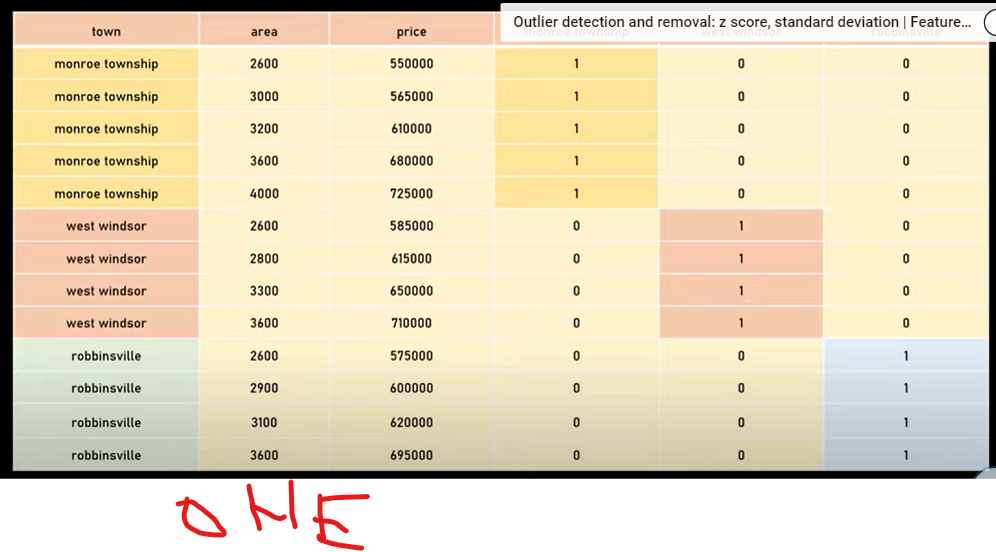 Outlier detection and removal: z score, standard deviation | Feature...
town area price monroe township west windsor robbinsville
monroe township 2600 550000 1 0 0
monroe township 3000 565000 1 0 0
monroe township 3200 610000 1 0 0
monroe township 3600 680000 1 0 0
monroe township 4000 725000 1 0 0
west windsor 2600 585000 0 1 0
west windsor 2800 615000 0 1 0
west windsor 3300 650000 0 1 0
west windsor 3600 710000 0 1 0
robbinsville 2600 575000 0 0 1
robbinsville 2900 600000 0 0 1
robbinsville 3100 620000 0 0 1
robbinsville 3600 695000 0 0 1
OHE